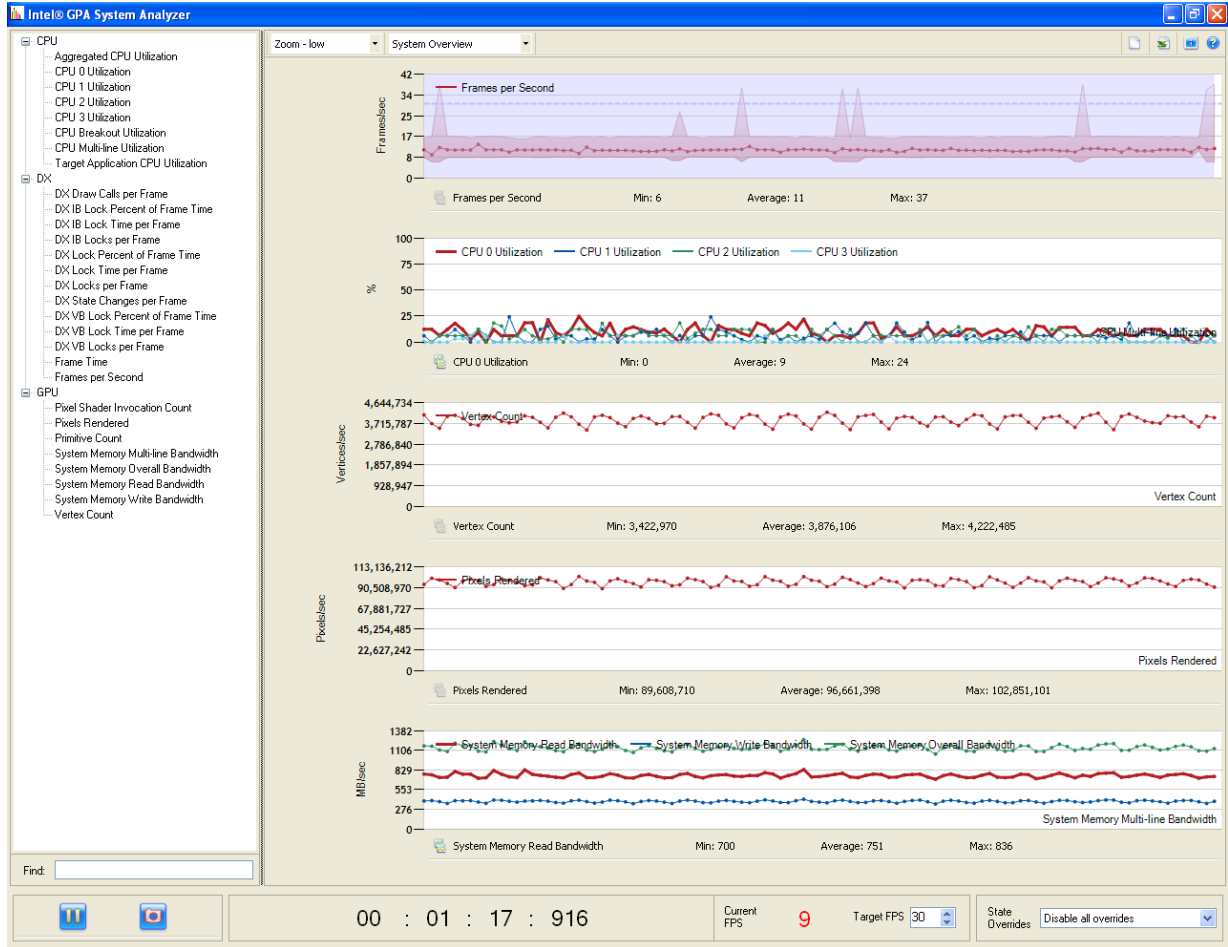 Intel® GPA System Analyzer
CPU
Aggregated CPU Utilization
CPU 0 Utilization
CPU 1 Utilization
CPU 2 Utilization
CPU 3 Utilization
CPU Breakout Utilization
CPU Multi-line Utilization
Target Application CPU Utilization
DX
DX Draw Calls per Frame
DX IB Lock Percent of Frame Time
DX IB Lock Time per Frame
DX IB Locks per Frame
DX Lock Percent of Frame Time
DX Lock Time per Frame
DX Locks per Frame
DX State Changes per Frame
DX VB Lock Percent of Frame Time
DX VB Lock Time per Frame
DX VB Locks per Frame
Frame Time
Frames per Second
GPU
Pixel Shader Invocation Count
Pixels Rendered
Primitive Count
System Memory Multi-line Bandwidth
System Memory Overall Bandwidth
System Memory Read Bandwidth
System Memory Write Bandwidth
Vertex Count
Find:
Zoom - low System Overview
Frames/sec
42
34
25
17
8
0
Frames per Second
Frames per Second Min: 6 Average: 11 Max: 37
%
100
75
50
25
0
CPU 0 Utilization CPU 1 Utilization CPU 2 Utilization CPU 3 Utilization
CPU Multi-line Utilization
CPU 0 Utilization Min: 0 Average: 9 Max: 24
Vertices/sec
4,644,734
3,715,787
2,786,840
1,857,894
928,947
0
Vertex Count
Vertex Count
Vertex Count Min: 3,422,970 Average: 3,876,106 Max: 4,222,485
Pixels/sec
113,136,212
90,508,970
67,881,727
45,254,485
22,627,242
0
Pixels Rendered
Pixels Rendered
Pixels Rendered Min: 89,608,710 Average: 96,661,398 Max: 102,851,101
MB/sec
1382
1106
829
553
276
0
System Memory Read Bandwidth System Memory Write Bandwidth System Memory Overall Bandwidth
System Memory Multi-line Bandwidth
System Memory Read Bandwidth Min: 700 Average: 751 Max: 836
00 : 01 : 17 : 916
Current FPS 9
Target FPS 30
State Overrides Disable all overrides